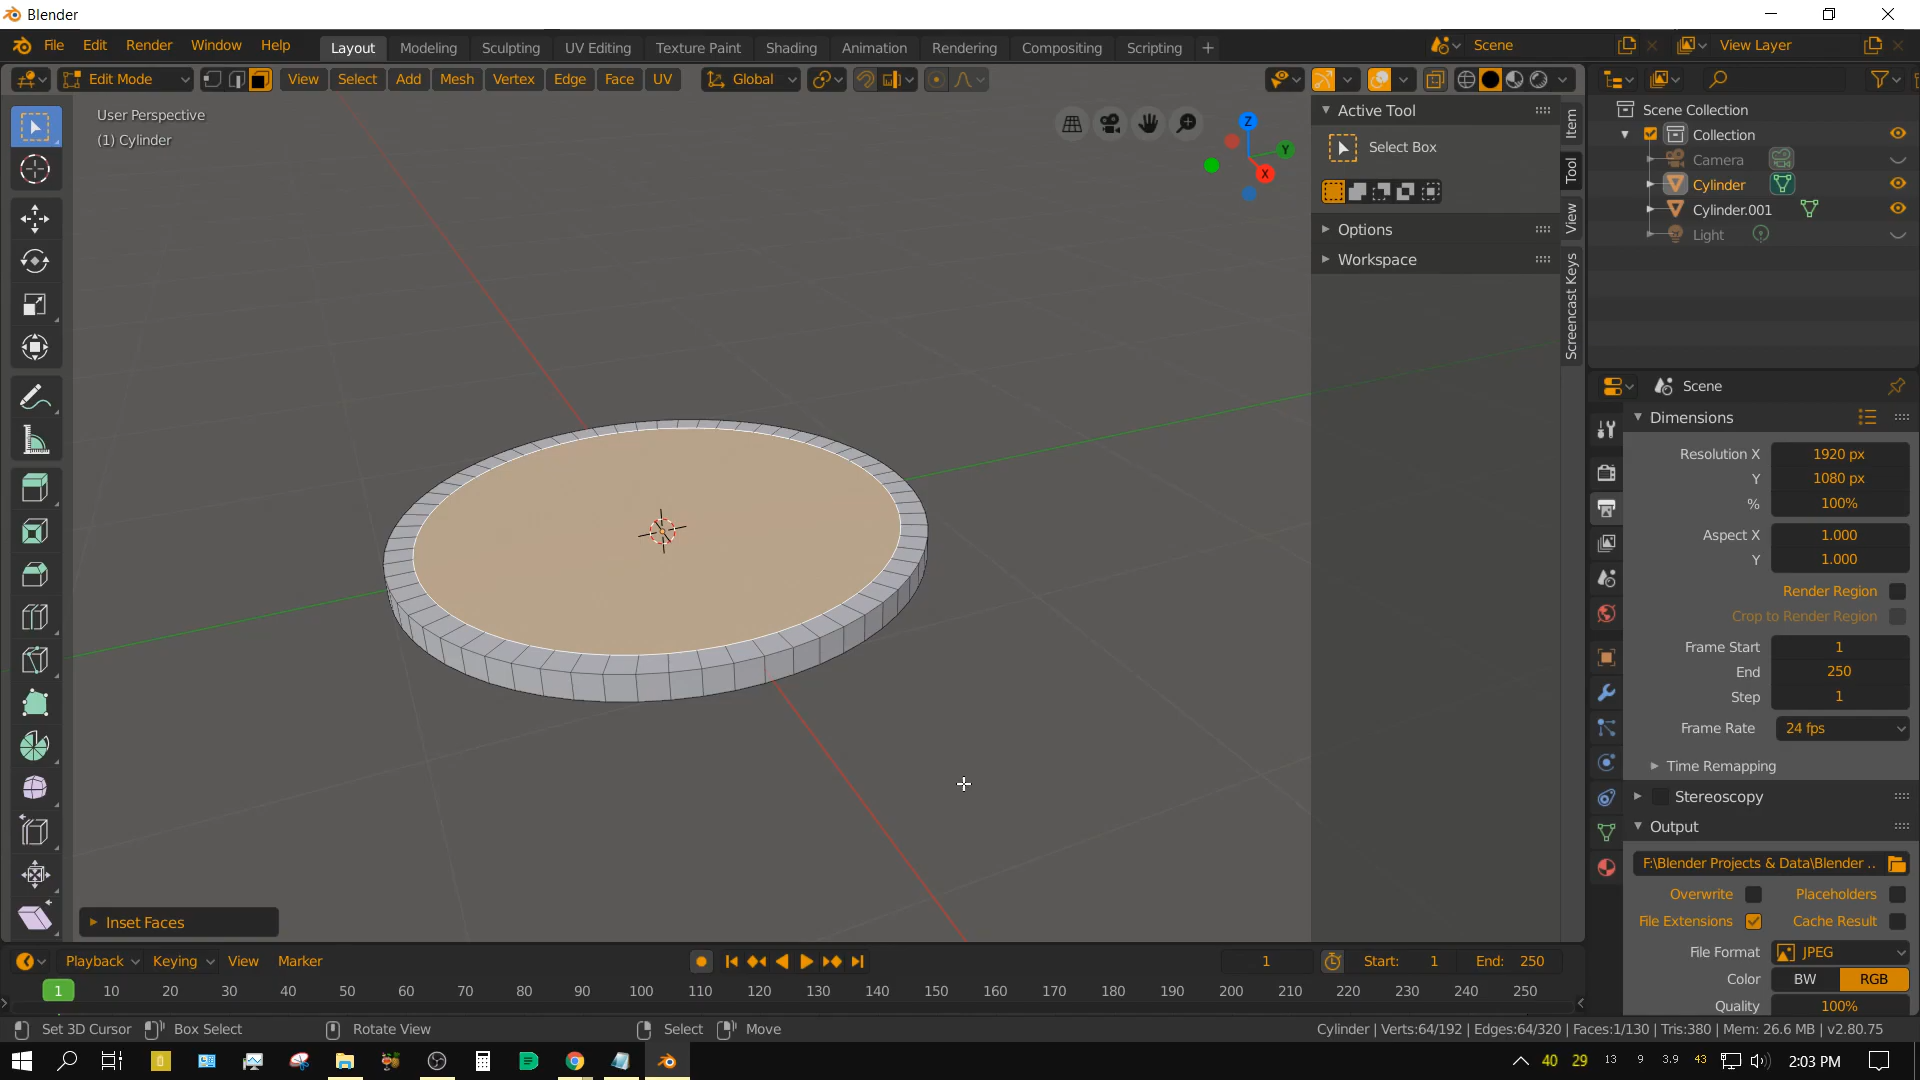 Blender
File Edit Render Window Help Layout Modeling Sculpting UV Editing Texture Paint Shading Animation Rendering Compositing Scripting + Scene View Layer
Edit Mode View Select Add Mesh Vertex Edge Face UV Global
User Perspective
(1) Cylinder
Z
Y
X
Active Tool
Select Box
Options
Workspace
Item
Tool
View
Screencast Keys
Scene Collection
Collection
Camera
Cylinder
Cylinder.001
Light
Scene
Dimensions
Resolution X 1920 px
Y 1080 px
% 100%
Aspect X 1.000
Y 1.000
Render Region
Crop to Render Region
Frame Start 1
End 250
Step 1
Frame Rate 24 fps
Time Remapping
Stereoscopy
Output
F:\Blender Projects & Data\Blender ..
Overwrite Placeholders
File Extensions Cache Result
File Format JPEG
Color BW RGB
Quality 100%
Inset Faces
Playback Keying View Marker 1 Start: 1 End: 250
1 10 20 30 40 50 60 70 80 90 100 110 120 130 140 150 160 170 180 190 200 210 220 230 240 250
Set 3D Cursor Box Select Rotate View Select Move Cylinder | Verts:64/192 | Edges:64/320 | Faces:1/130 | Tris:380 | Mem: 26.6 MB | v2.80.75
40 29 13 9 3.9 43 2:03 PM